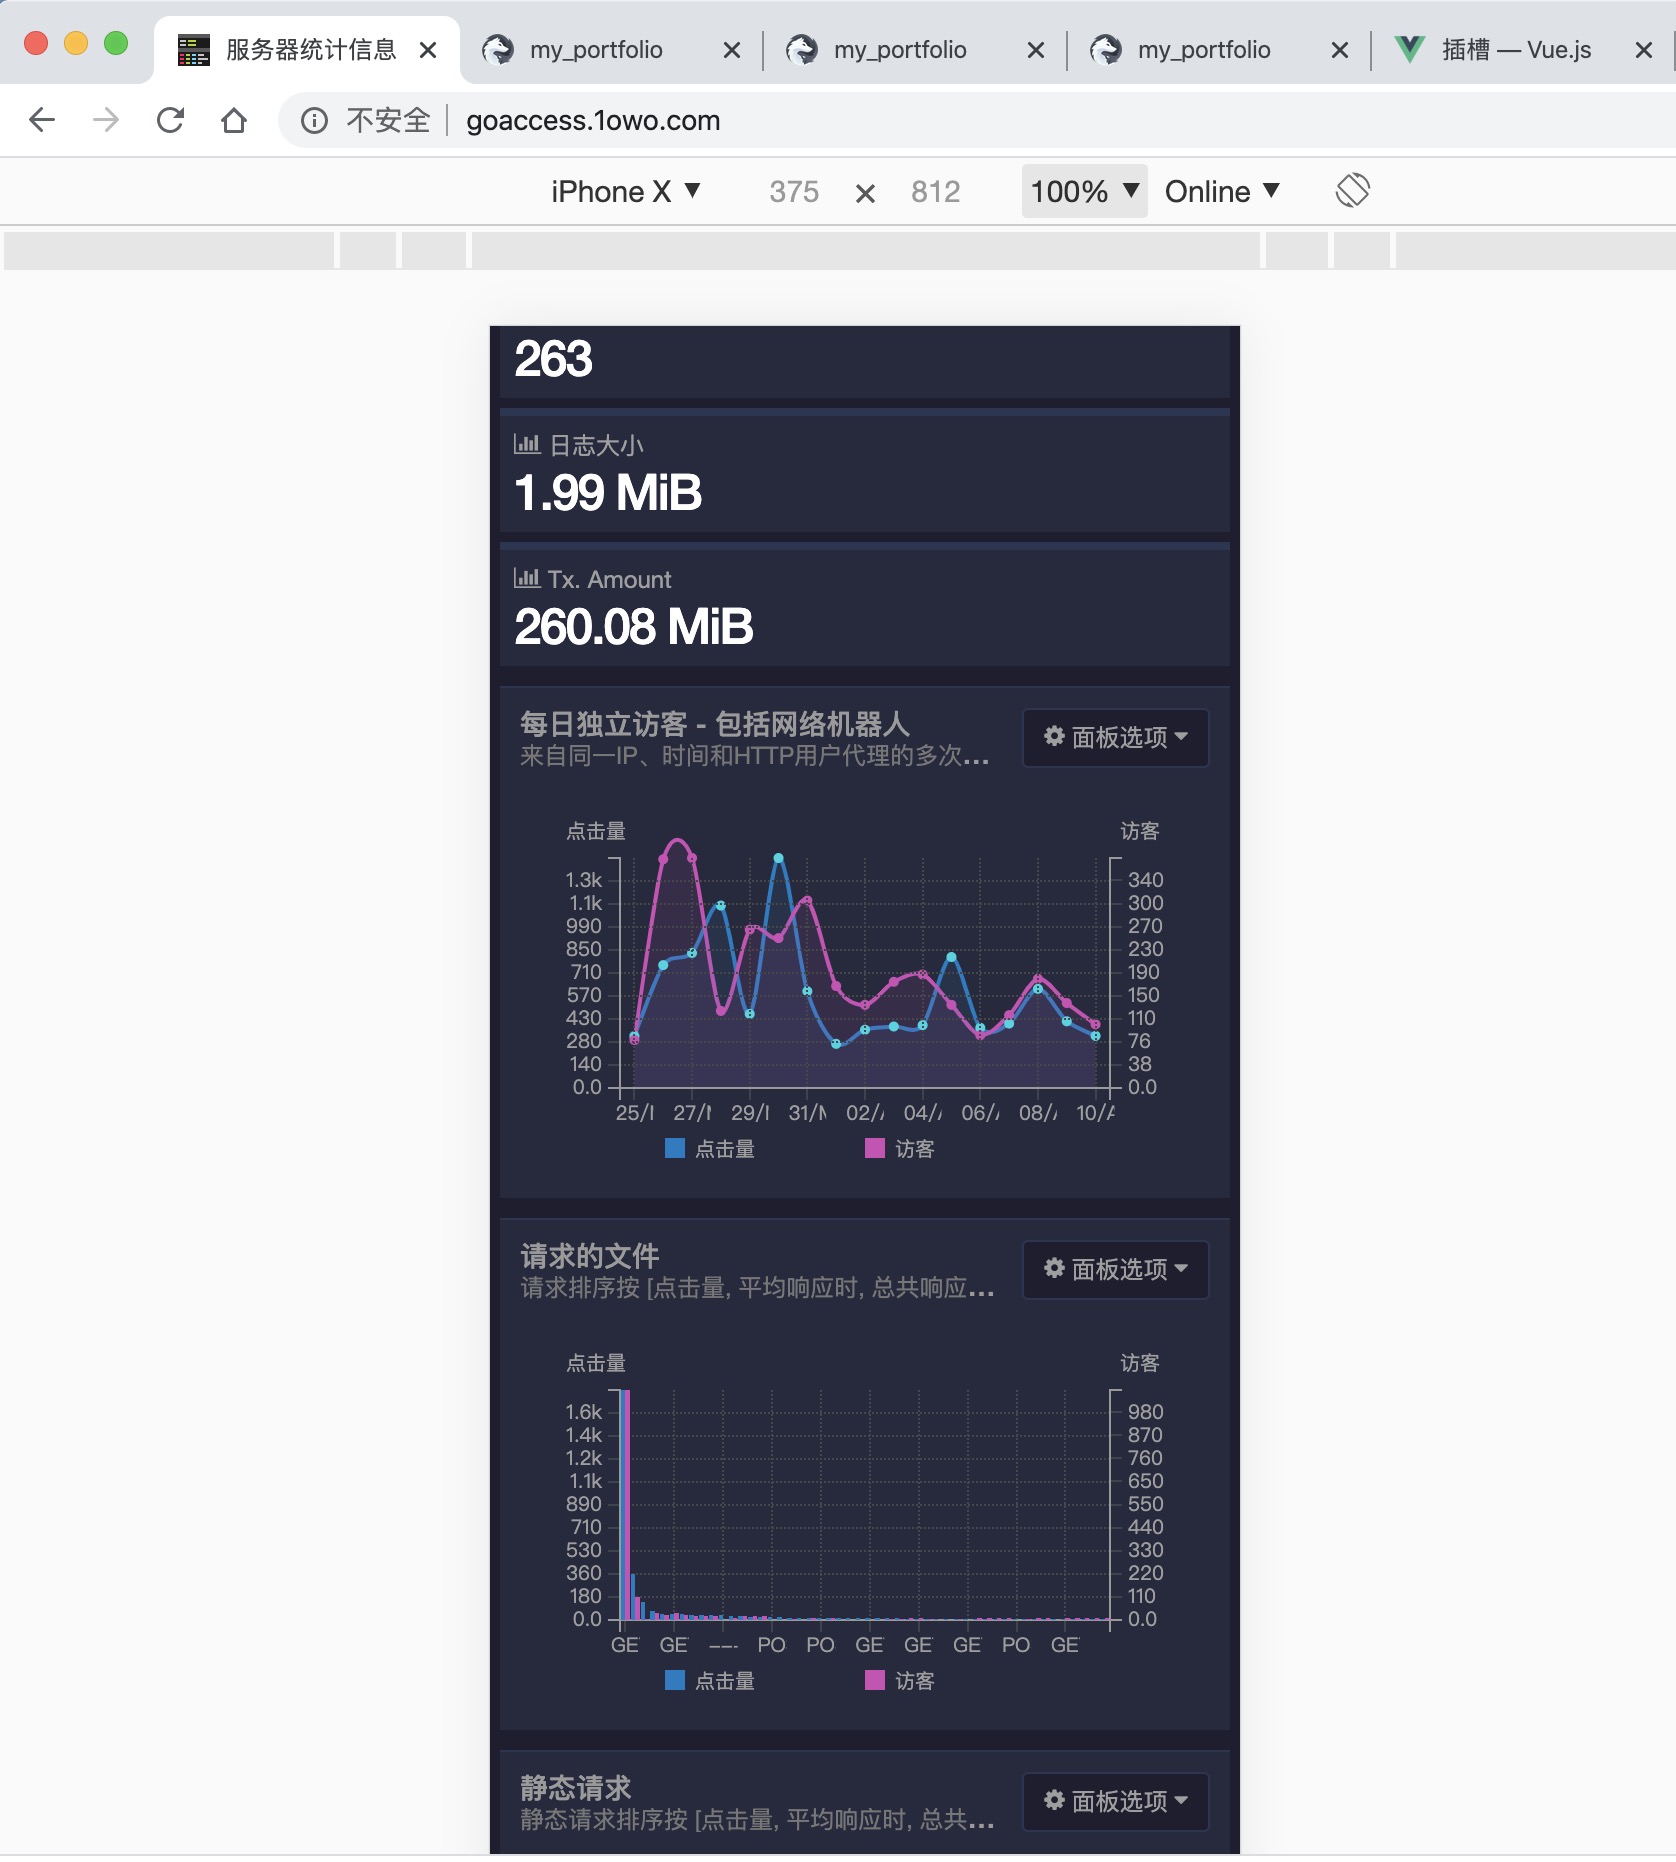 服务器统计信息
my_portfolio
my_portfolio
my_portfolio
插槽 — Vue.js
不安全 goaccess.1owo.com
iPhone X 375 × 812 100% Online
263
日志大小
1.99 MiB
Tx. Amount
260.08 MiB
每日独立访客 - 包括网络机器人
来自同一IP、时间和HTTP用户代理的多次...
面板选项
点击量 访客
1.3k 340
1.1k 300
990 270
850 230
710 190
570 150
430 110
280 76
140 38
0.0 0.0
25/ 27/ 29/ 31/ 02/ 04/ 06/ 08/ 10/
点击量 访客
请求的文件
请求排序按 [点击量, 平均响应时, 总共响应...
面板选项
点击量 访客
1.6k 980
1.4k 870
1.2k 760
1.1k 650
890 550
710 440
530 330
360 220
180 110
0.0 0.0
GE GE --- PO PO GE GE GE PO GE
点击量 访客
静态请求
静态请求排序按 [点击量, 平均响应时, 总共...
面板选项